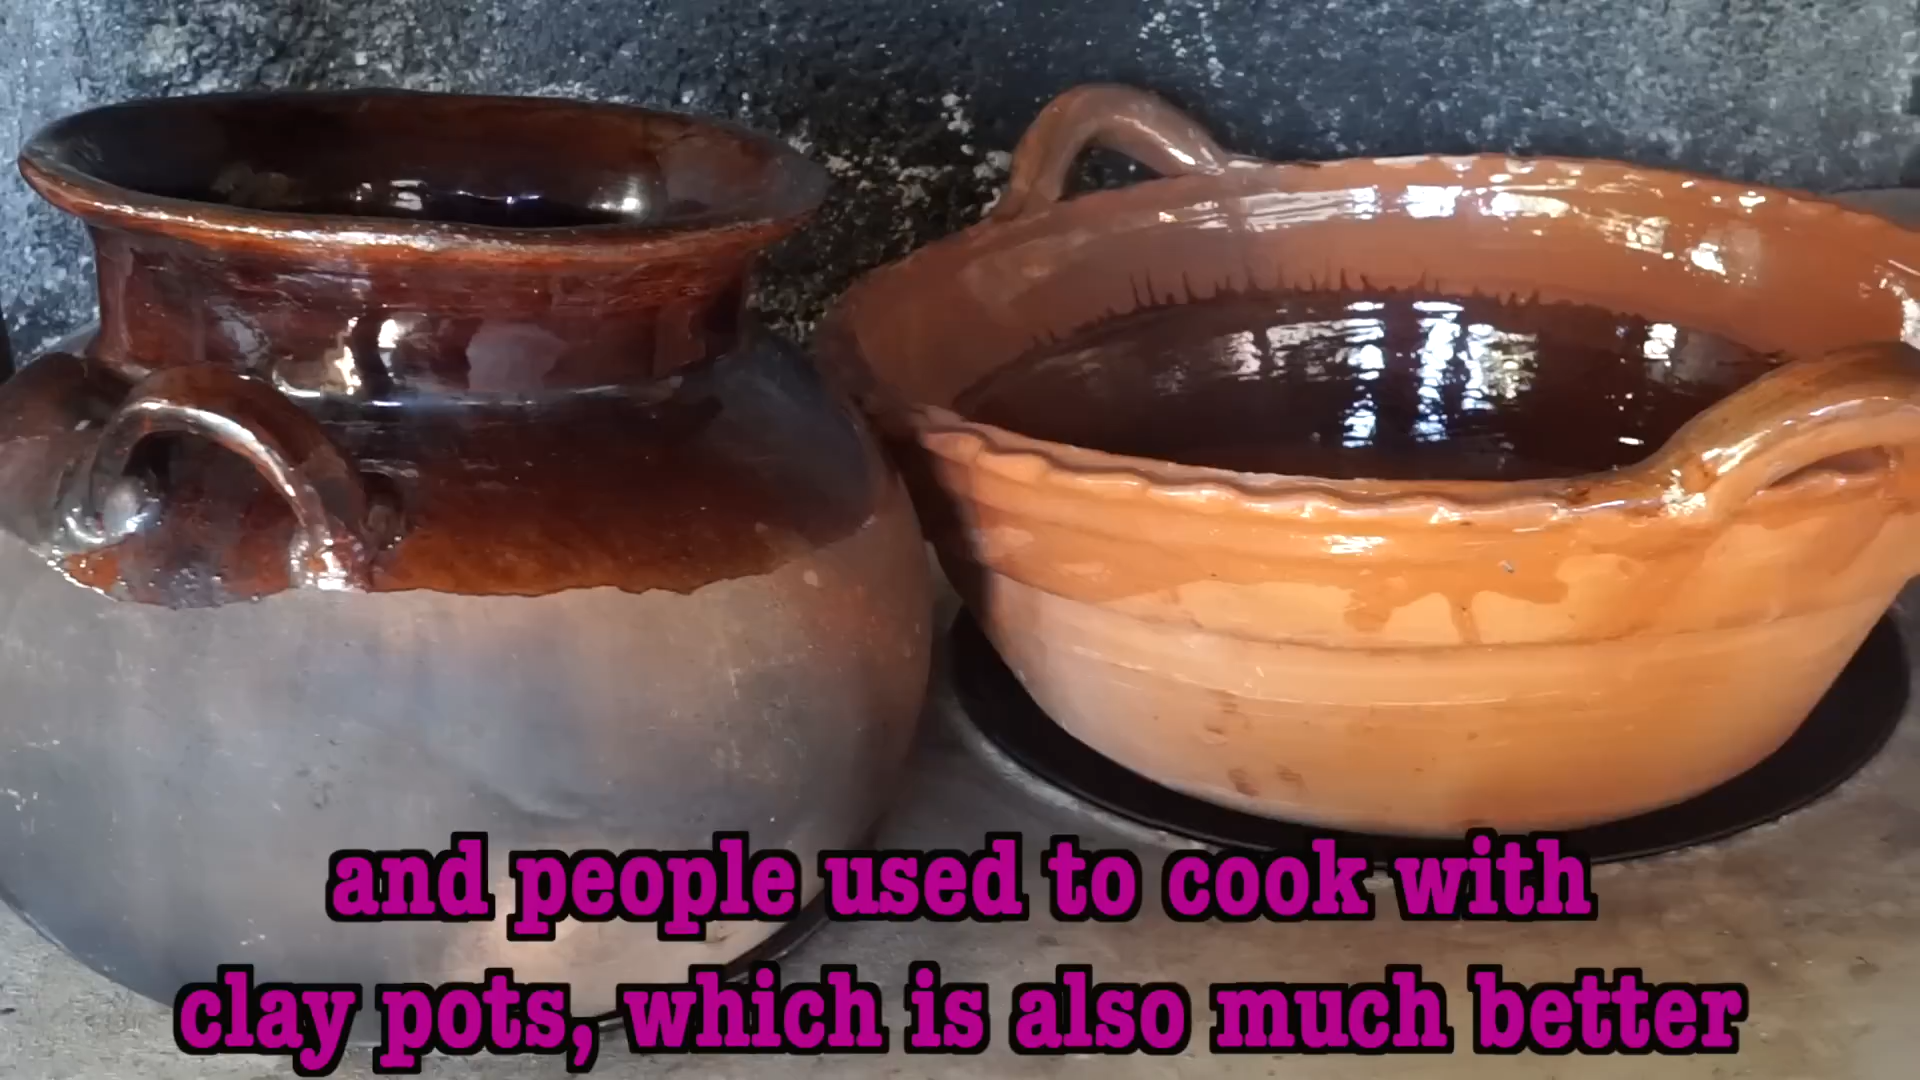 and people used to cook with
clay pots, which is also much better